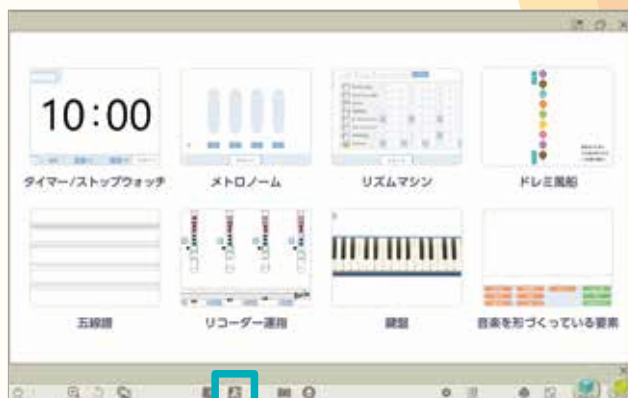 10:00
タイマー/ストップウォッチ
メトロノーム
リズムマシン
ドレミ風船
五線譜
リコーダー運指
鍵盤
音楽を形づくっている要素